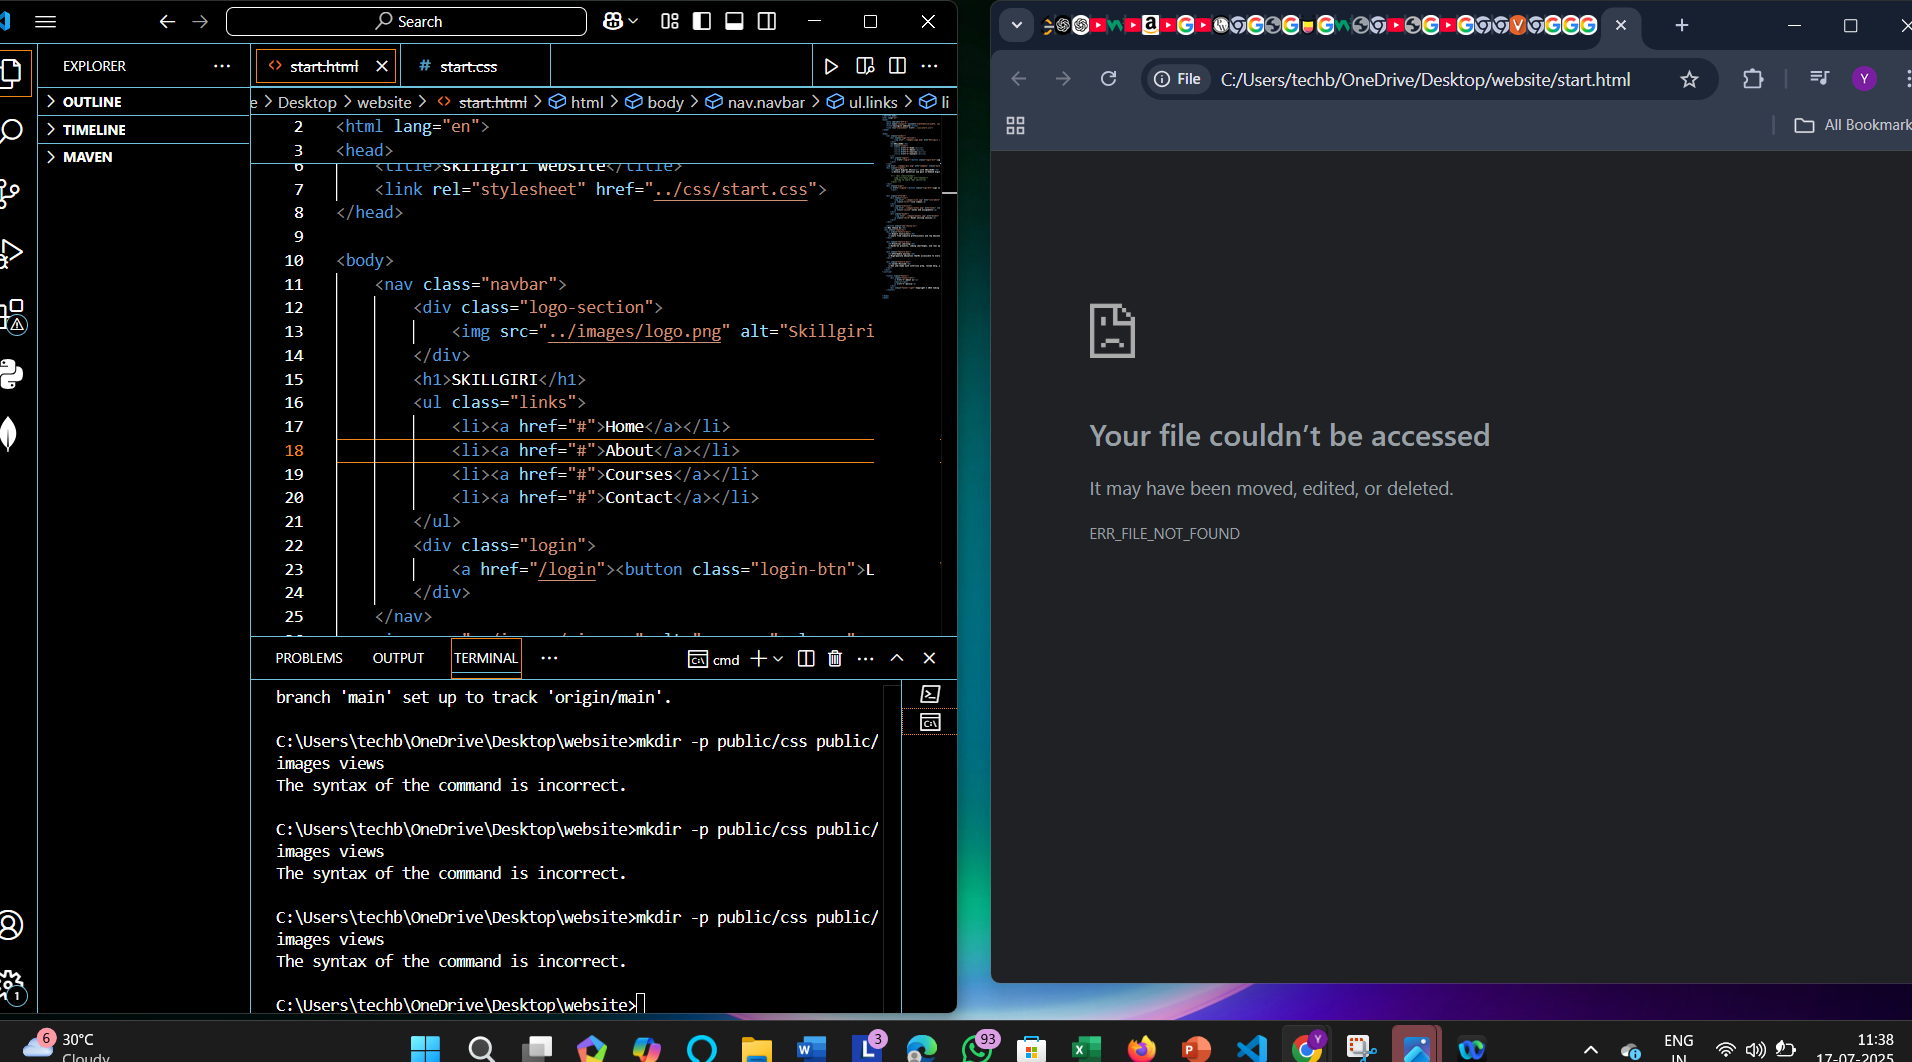 Search
EXPLORER
OUTLINE
TIMELINE
MAVEN
start.html
# start.css
e > Desktop > website > start.html > html > body > nav.navbar > ul.links > li
2 <html lang="en">
3 <head>
6 <title>skillgiri website</title>
7 <link rel="stylesheet" href="../css/start.css">
8 </head>
9
10 <body>
11 <nav class="navbar">
12 <div class="logo-section">
13 <img src="../images/logo.png" alt="Skillgiri
14 </div>
15 <h1>SKILLGIRI</h1>
16 <ul class="links">
17 <li><a href="#">Home</a></li>
18 <li><a href="#">About</a></li>
19 <li><a href="#">Courses</a></li>
20 <li><a href="#">Contact</a></li>
21 </ul>
22 <div class="login">
23 <a href="/login"><button class="login-btn">L
24 </div>
25 </nav>
PROBLEMS OUTPUT TERMINAL ··· cmd
branch 'main' set up to track 'origin/main'.
C:\Users\techb\OneDrive\Desktop\website>mkdir -p public/css public/
images views
The syntax of the command is incorrect.
C:\Users\techb\OneDrive\Desktop\website>mkdir -p public/css public/
images views
The syntax of the command is incorrect.
C:\Users\techb\OneDrive\Desktop\website>mkdir -p public/css public/
images views
The syntax of the command is incorrect.
C:\Users\techb\OneDrive\Desktop\website>
1
File C:/Users/techb/OneDrive/Desktop/website/start.html
Y
All Bookmark
Your file couldn't be accessed
It may have been moved, edited, or deleted.
ERR_FILE_NOT_FOUND
6
30°C
Cloudy
3
93
Y
ENG
IN
11:38
17-07-2025